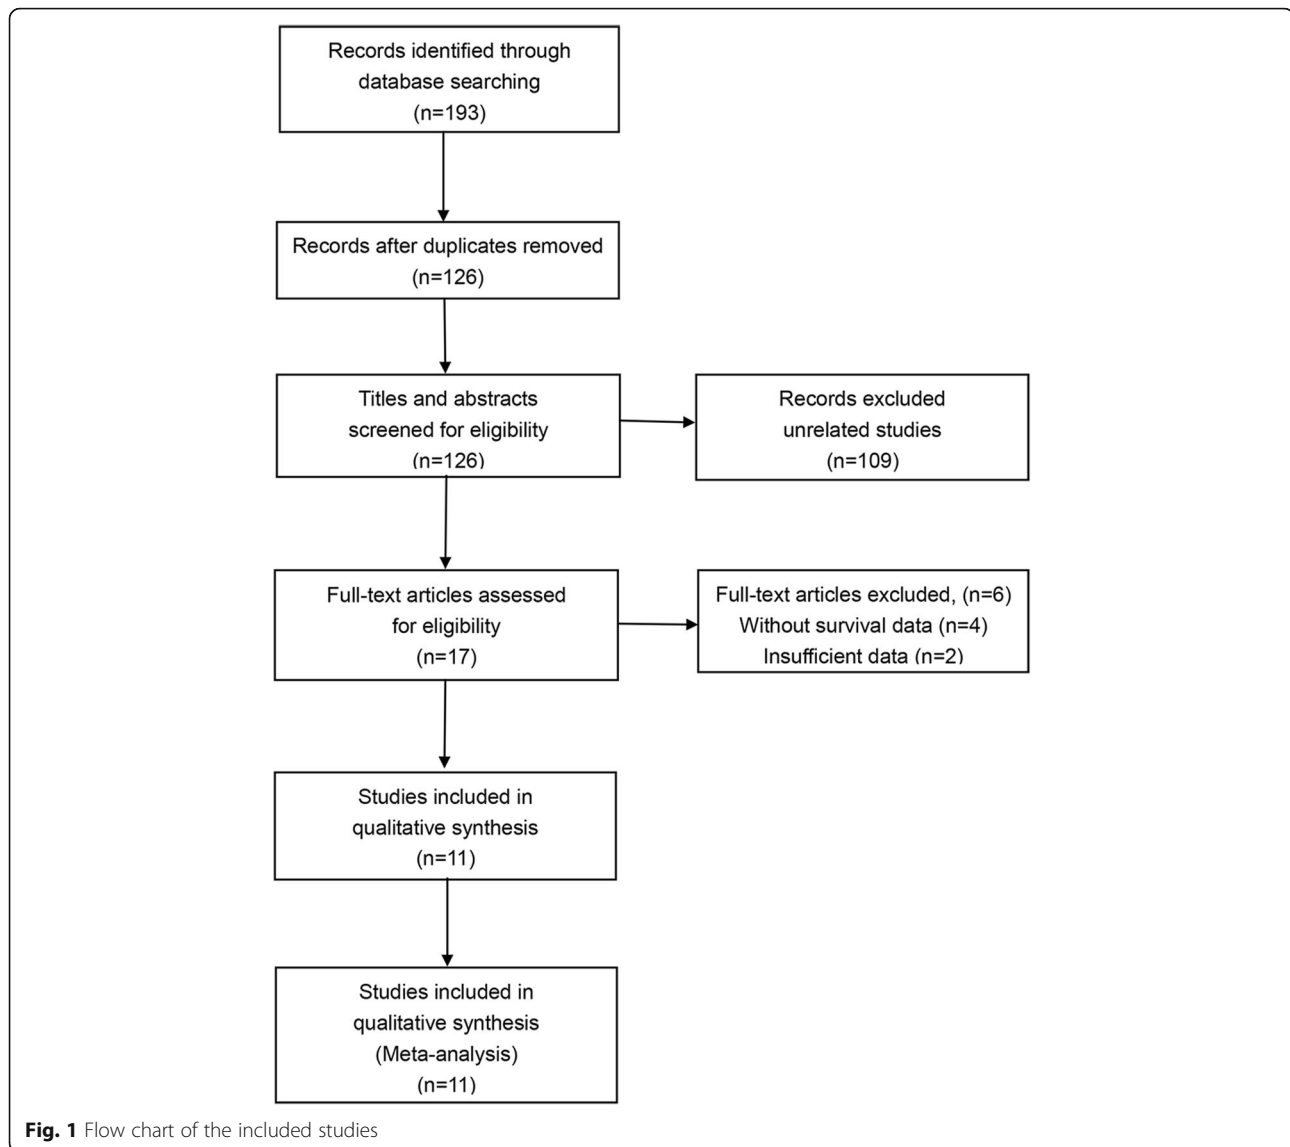 Records identified through
database searching
(n=193)
Records after duplicates removed
(n=126)
Titles and abstracts
screened for eligibility
(n=126)
Records excluded
unrelated studies
(n=109)
Full-text articles assessed
for eligibility
(n=17)
Full-text articles excluded, (n=6)
Without survival data (n=4)
Insufficient data (n=2)
Studies included in
qualitative synthesis
(n=11)
Studies included in
qualitative synthesis
(Meta-analysis)
(n=11)
Fig. 1 Flow chart of the included studies